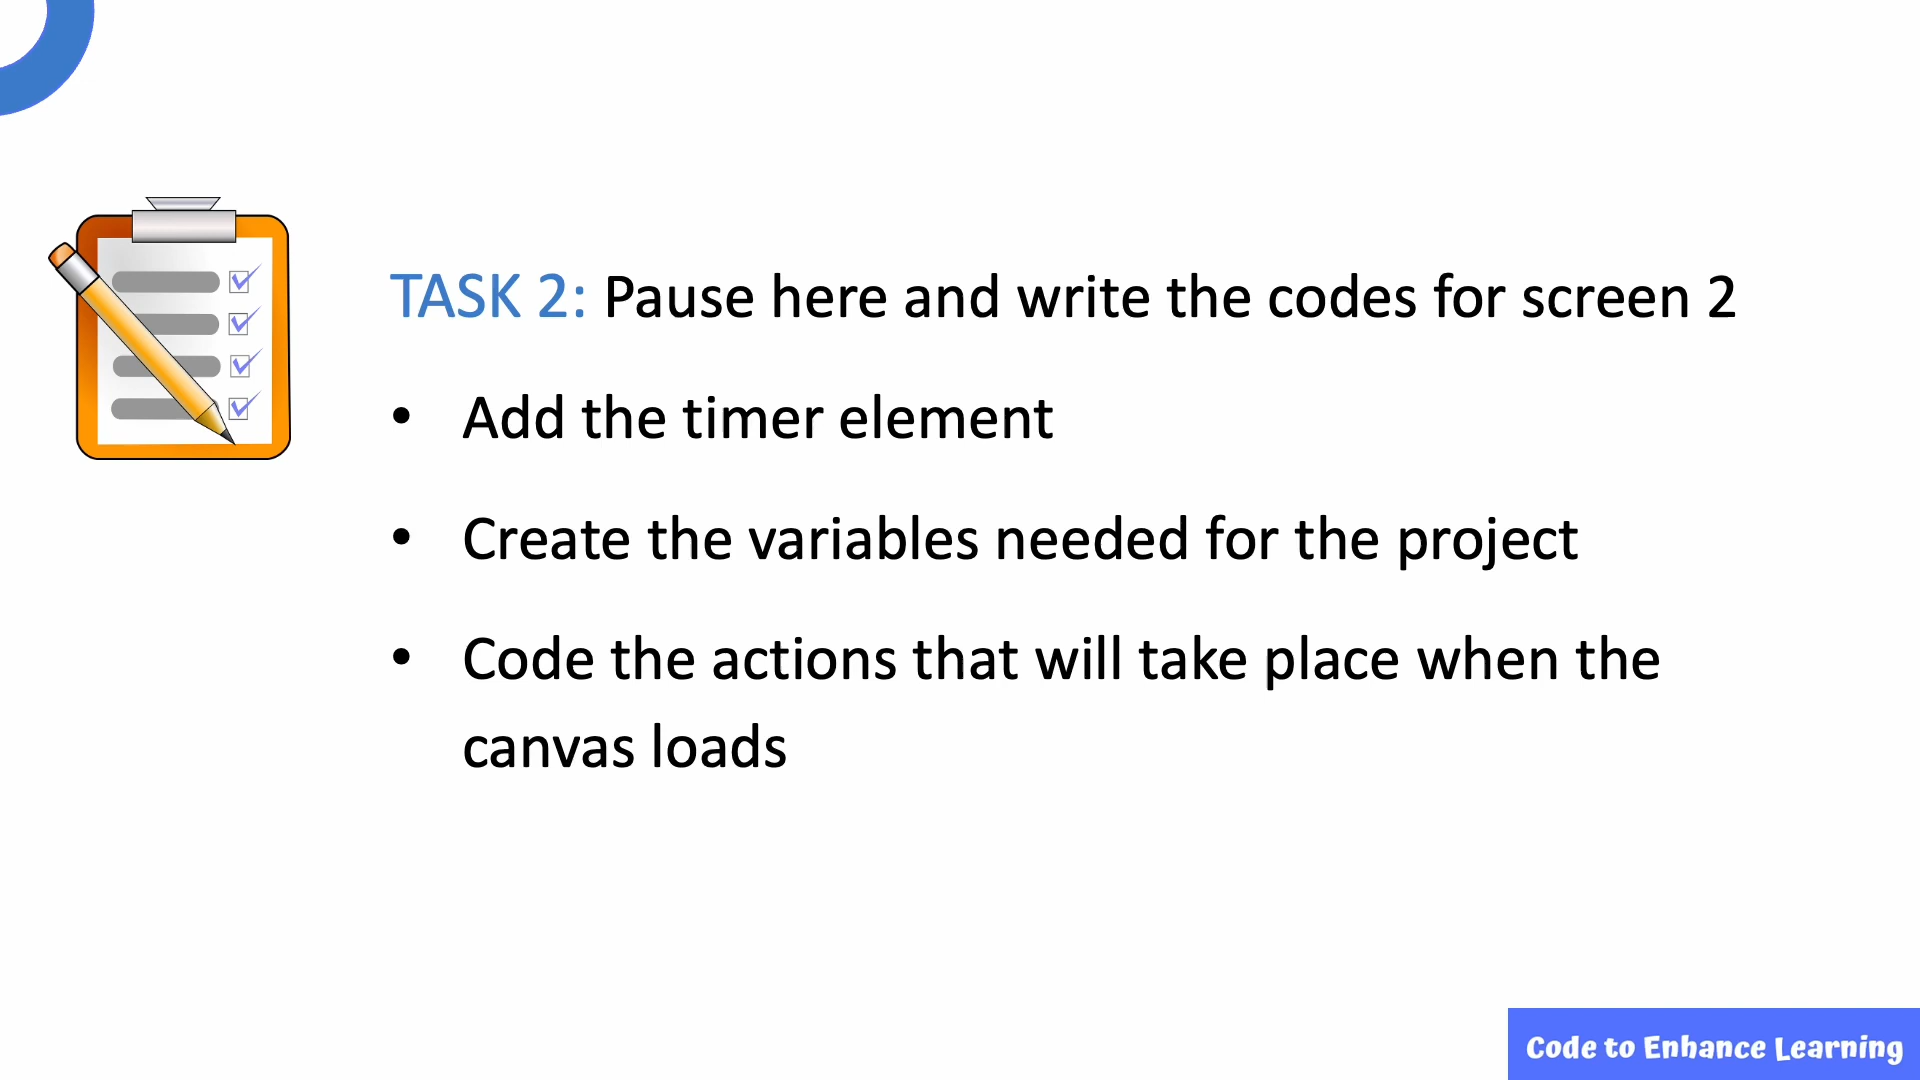 TASK 2: Pause here and write the codes for screen 2
• Add the timer element
• Create the variables needed for the project
• Code the actions that will take place when the
canvas loads
Code to Enhance Learning